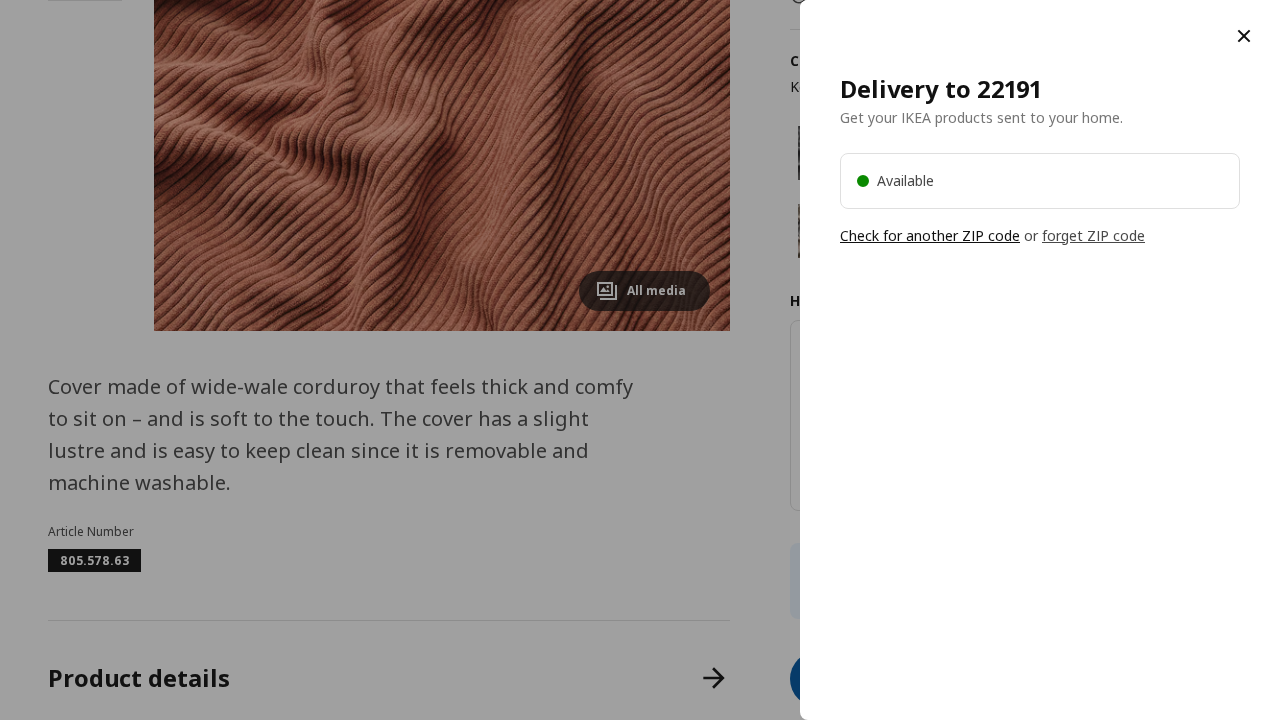 All media
Cover made of wide-wale corduroy that feels thick and comfy
to sit on – and is soft to the touch. The cover has a slight
lustre and is easy to keep clean since it is removable and
machine washable.
Article Number
805.578.63
Product details
Delivery to 22191
Get your IKEA products sent to your home.
Available
Check for another ZIP code or forget ZIP code